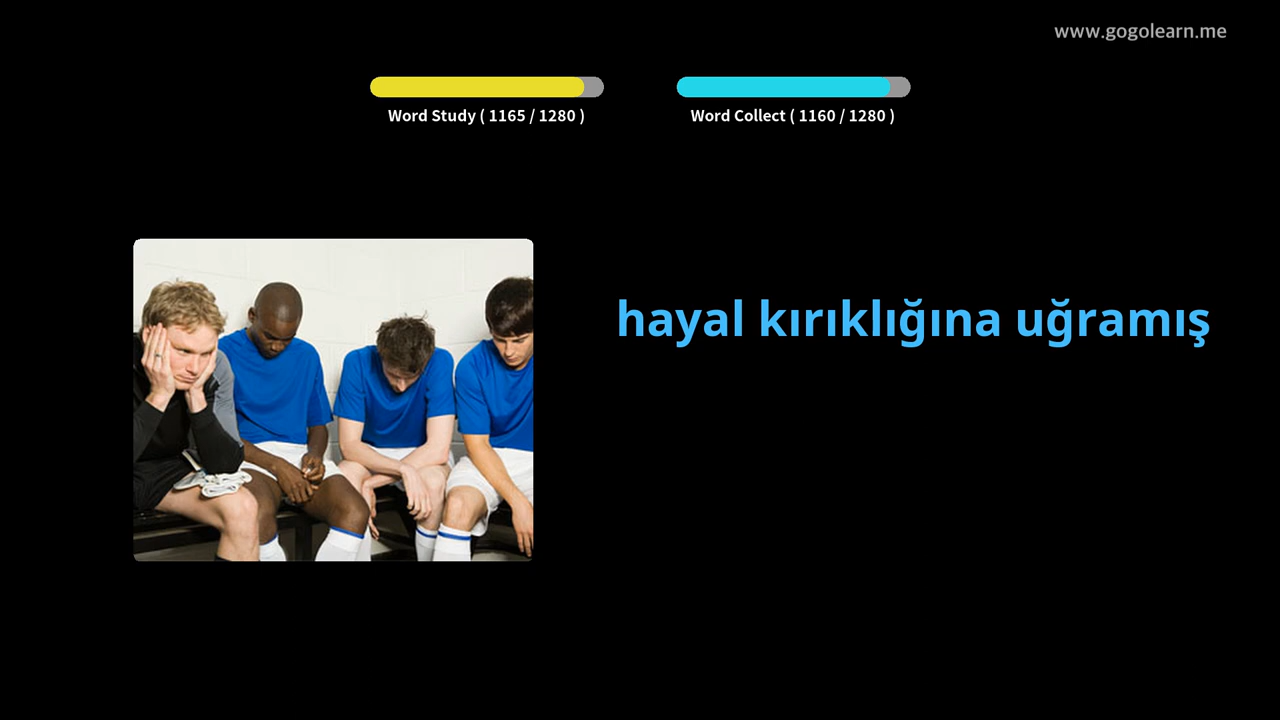 www.gogolearn.me
Word Study ( 1165 / 1280 )
Word Collect ( 1160 / 1280 )
hayal kırıklığına uğramış